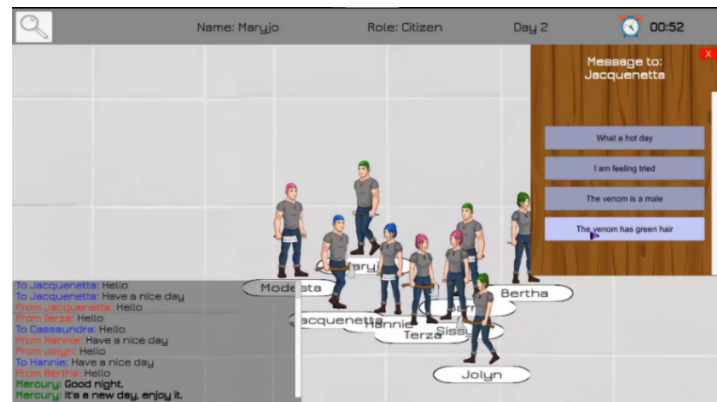 Name: Maryjo
Role: Citizen
Day 2
00:52
X
Message to:
Jacquenetta
What a hot day
I am feeling tried
The venom is a male
The venom has green hair
Modesta
Bertha
Hannie
Terza
Jolyn
To Jacquenetta: Hello
To Jacquenetta: Have a nice day
From Jacquenetta: Hello
From Terza: Hello
To Cassaundra: Hello
From Hannie: Have a nice day
From Jolyn: Hello
To Hannie: Have a nice day
From Bertha: Hello
Mercury: Good night.
Mercury: It's a new day, enjoy it.